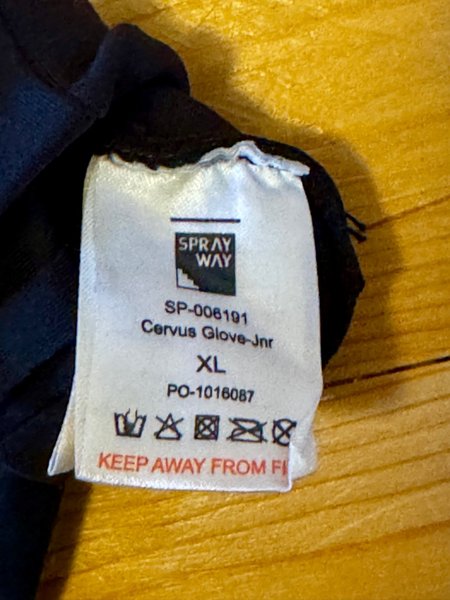 SPRAY
WAY
SP-006191
Cervus Glove-Jnr
XL
PO-1016087
KEEP AWAY FROM